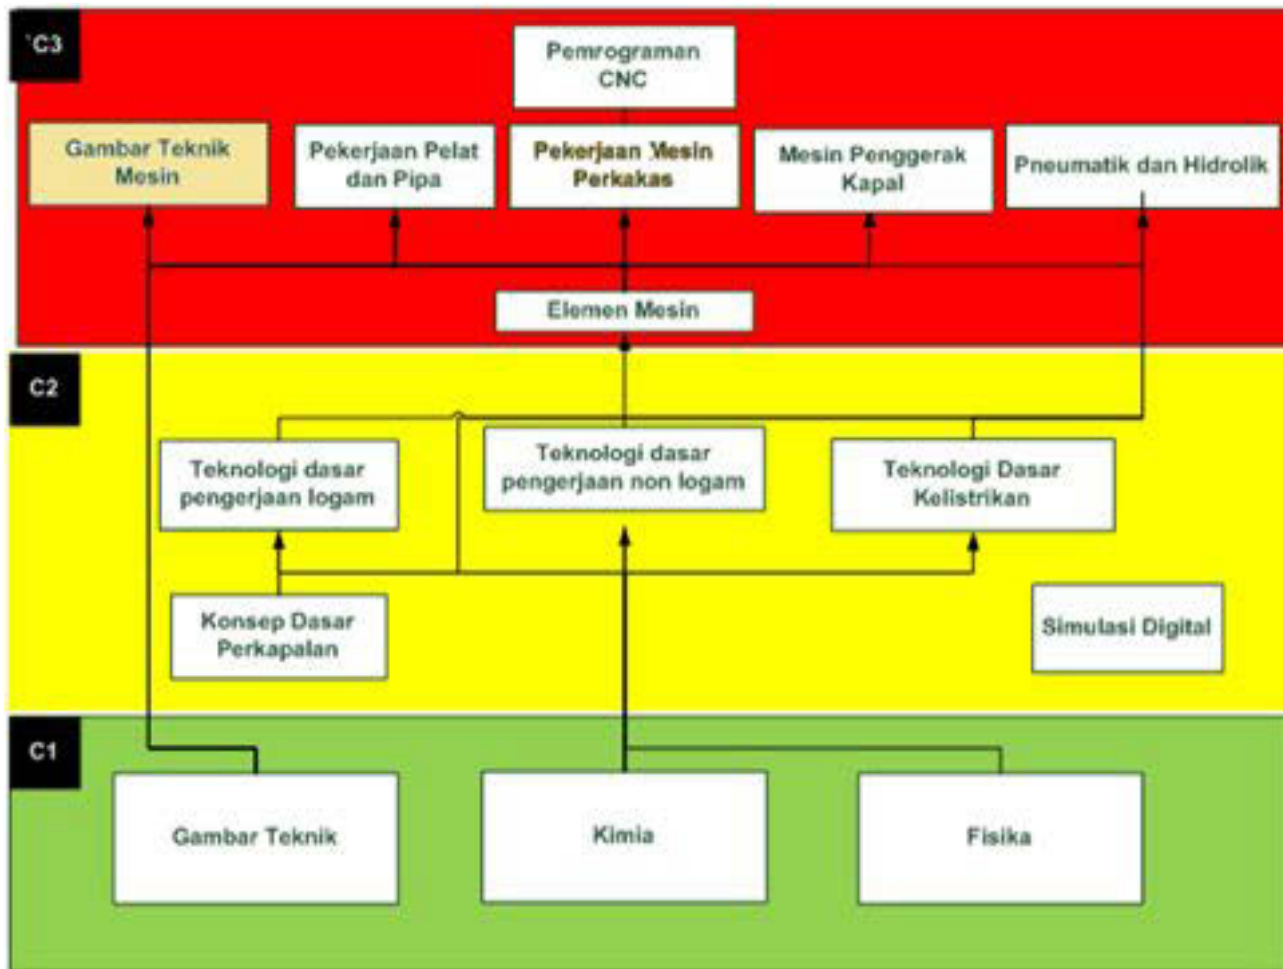 `C3
Pemrograman
CNC
Gambar Teknik
Mesin
Pekerjaan Pelat
dan Pipa
Pekerjaan Mesin
Perkakas
Mesin Penggerak
Kapal
Pneumatik dan Hidrolik
Elemen Mesin
C2
Teknologi dasar
pengerjaan logam
Teknologi dasar
pengerjaan non logam
Teknologi Dasar
Kelistrikan
Konsep Dasar
Perkapalan
Simulasi Digital
C1
Gambar Teknik
Kimia
Fisika